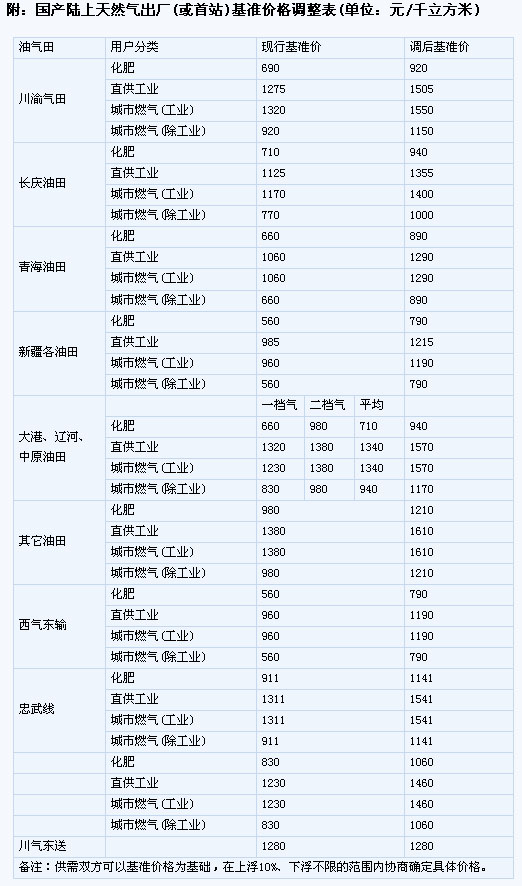 附：国产陆上天然气出厂(或首站)基准价格调整表(单位：元/千立方米)
油气田 用户分类 现行基准价 调后基准价
川渝气田
化肥 690 920
直供工业 1275 1505
城市燃气(工业) 1320 1550
城市燃气(除工业) 920 1150
长庆油田
化肥 710 940
直供工业 1125 1355
城市燃气(工业) 1170 1400
城市燃气(除工业) 770 1000
青海油田
化肥 660 890
直供工业 1060 1290
城市燃气(工业) 1060 1290
城市燃气(除工业) 660 890
新疆各油田
化肥 560 790
直供工业 985 1215
城市燃气(工业) 960 1190
城市燃气(除工业) 560 790
大港、辽河、
中原油田
一档气 二档气 平均
化肥 660 980 710 940
直供工业 1320 1380 1340 1570
城市燃气(工业) 1230 1380 1340 1570
城市燃气(除工业) 830 980 940 1170
其它油田
化肥 980 1210
直供工业 1380 1610
城市燃气(工业) 1380 1610
城市燃气(除工业) 980 1210
西气东输
化肥 560 790
直供工业 960 1190
城市燃气(工业) 960 1190
城市燃气(除工业) 560 790
忠武线
化肥 911 1141
直供工业 1311 1541
城市燃气(工业) 1311 1541
城市燃气(除工业) 911 1141
化肥 830 1060
直供工业 1230 1460
城市燃气(工业) 1230 1460
城市燃气(除工业) 830 1060
川气东送 1280 1280
备注：供需双方可以基准价格为基础，在上浮10%、下浮不限的范围内协商确定具体价格。